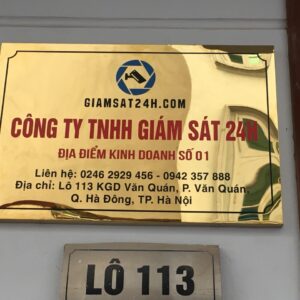 GIAMSAT24H.COM
CÔNG TY TNHH GIÁM SÁT 24H
ĐỊA ĐIỂM KINH DOANH SỐ 01
Liên hệ: 0246 2929 456 - 0942 357 888
Địa chỉ: Lô 113 KGD Văn Quán, P. Văn Quán,
Q. Hà Đông, TP. Hà Nội
LÔ 113